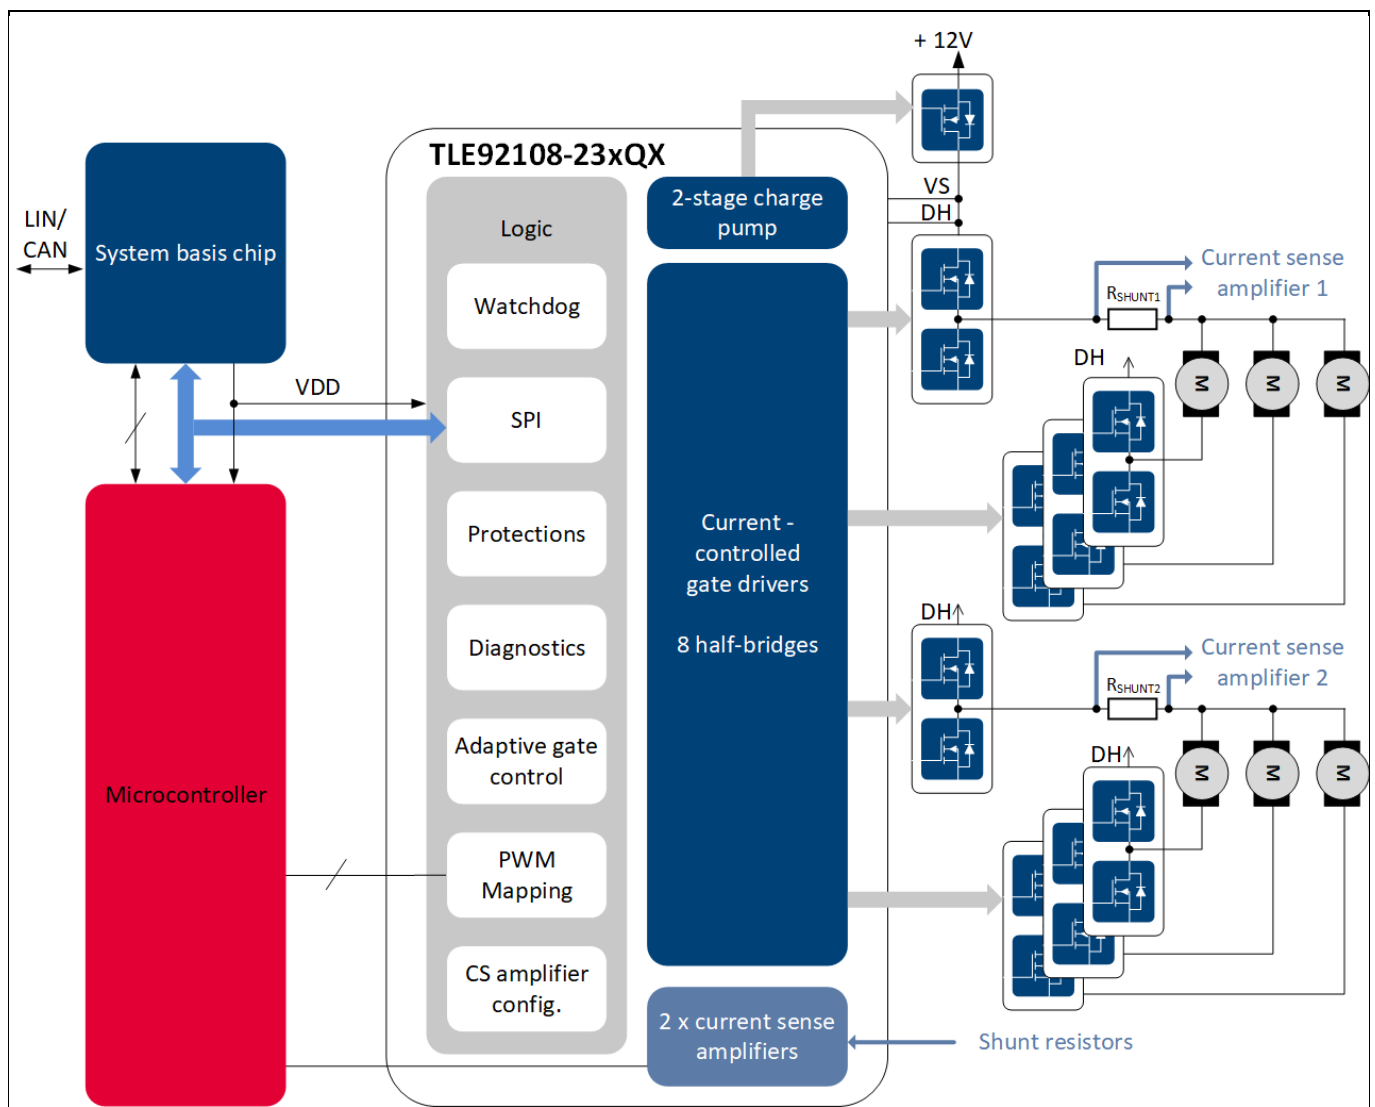 + 12V
TLE92108-23xQX
LIN/
CAN
System basis chip
VDD
Logic
Watchdog
SPI
Protections
Diagnostics
Adaptive gate
control
PWM
Mapping
CS amplifier
config.
Microcontroller
2-stage charge
pump
VS
DH
Current -
controlled
gate drivers
8 half-bridges
2 x current sense
amplifiers
Current sense
amplifier 1
RSHUNT1
DH
M
M
M
DH
Current sense
amplifier 2
RSHUNT2
DH
M
M
M
Shunt resistors